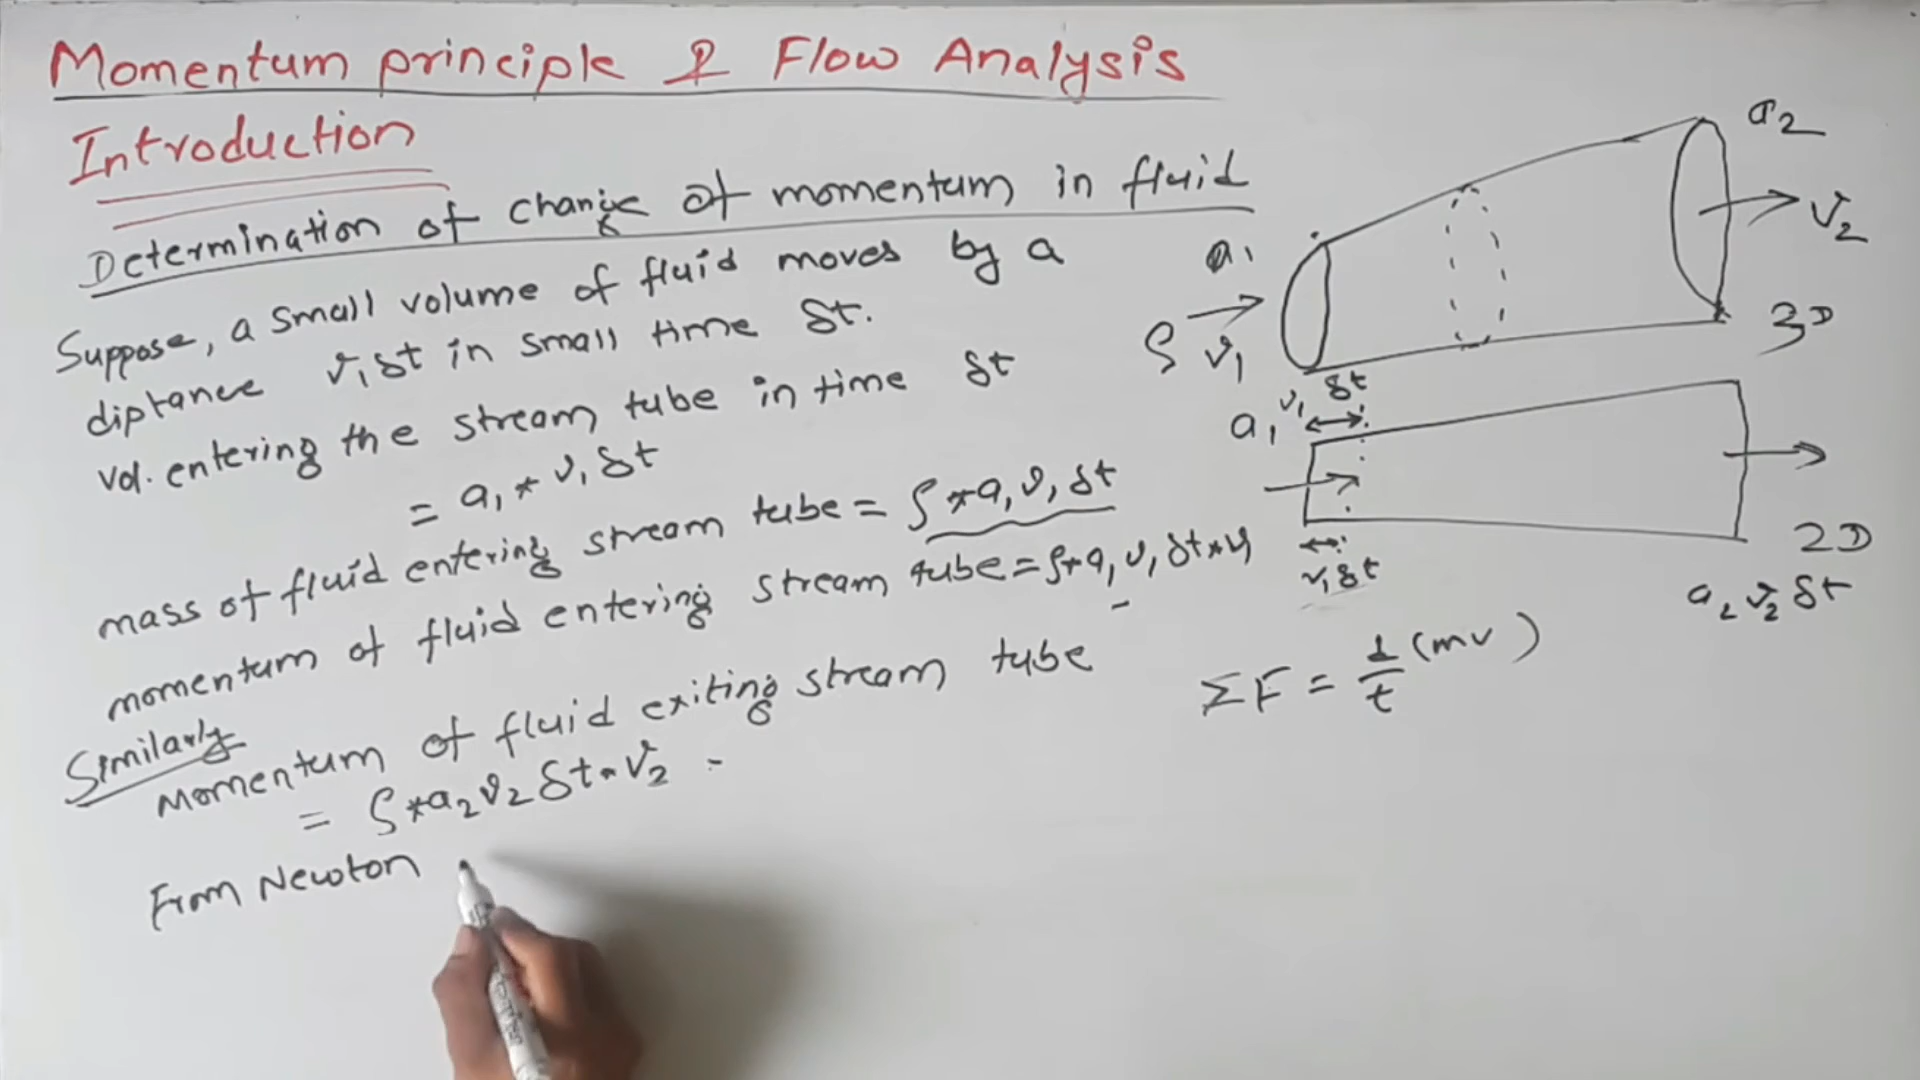 Momentum principle & Flow Analysis
Introduction
Determination of change of momentum in fluid
Suppose, a small volume of fluid moves by a
diptance v₁δt in small time δt.
vol. entering the stream tube in time δt
= a₁ * v₁ δt
mass of fluid entering stream tube = ρ*a₁v₁δt
momentum of fluid entering stream tube = ρ*a₁v₁δt*v₁
Similarly
Momentum of fluid exiting stream tube
= ρ*a₂v₂δt*v₂
From Newton
a₂
v₂
a₁
ρ v₁
3D
v₁ δt
a₁
2D
v₁δt
a₂v₂δt
ΣF = d/t (mv)